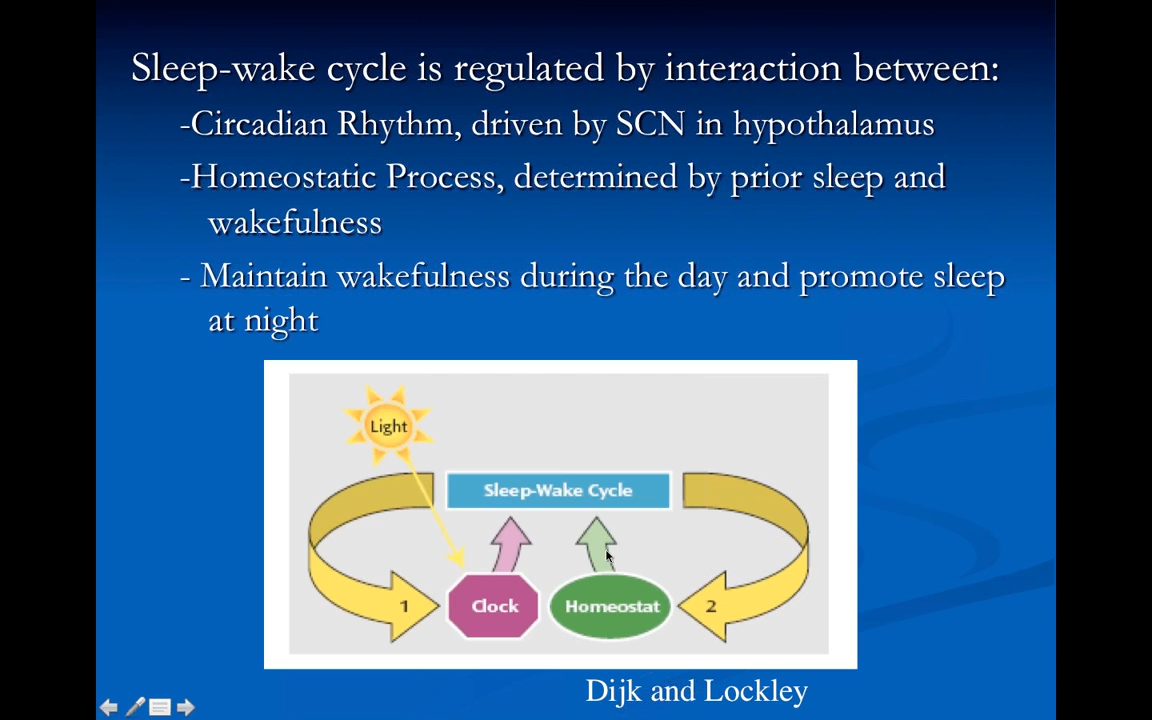 Sleep-wake cycle is regulated by interaction between:
-Circadian Rhythm, driven by SCN in hypothalamus
-Homeostatic Process, determined by prior sleep and
wakefulness
- Maintain wakefulness during the day and promote sleep
at night
Light
Sleep-Wake Cycle
1
Clock
Homeostat
2
Dijk and Lockley